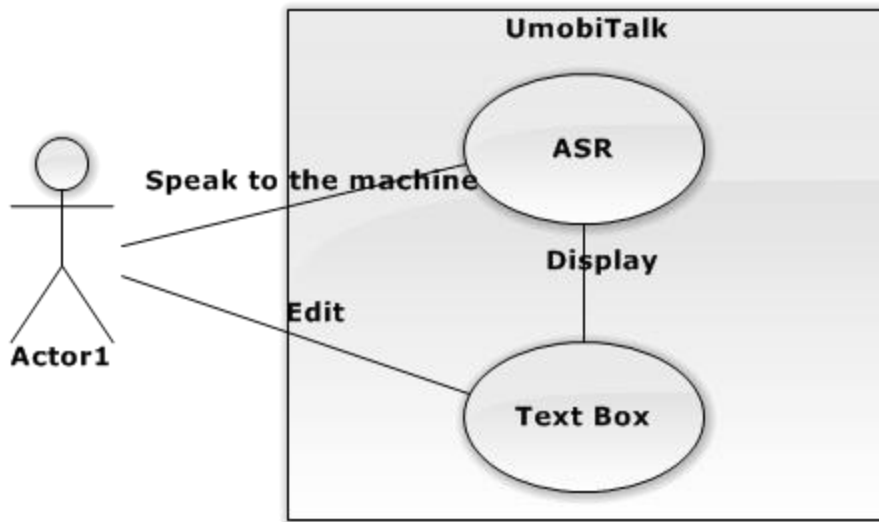 UmobiTalk
ASR
Speak to the machine
Display
Edit
Actor1
Text Box